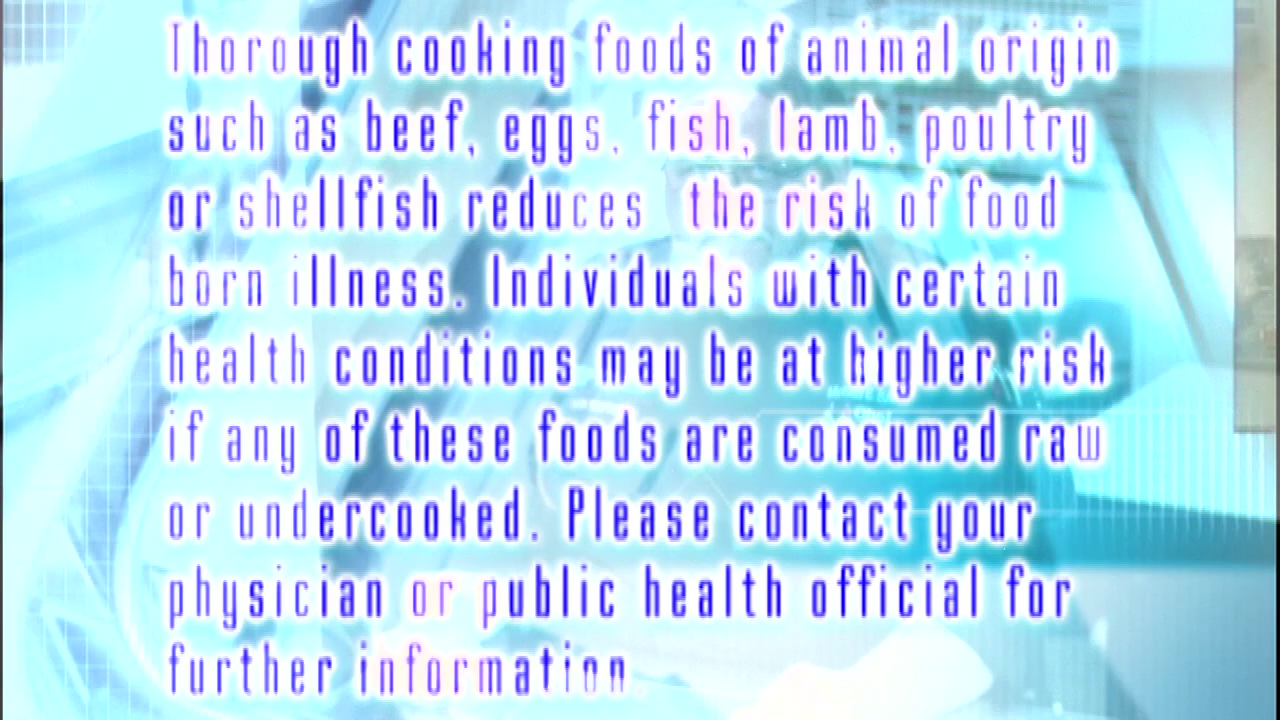 Thorough cooking foods of animal origin
such as beef, eggs, fish, lamb, poultry
or shellfish reduces the risk of food
born illness. Individuals with certain
health conditions may be at higher risk
if any of these foods are consumed raw
or undercooked. Please contact your
physician or public health official for
further information.